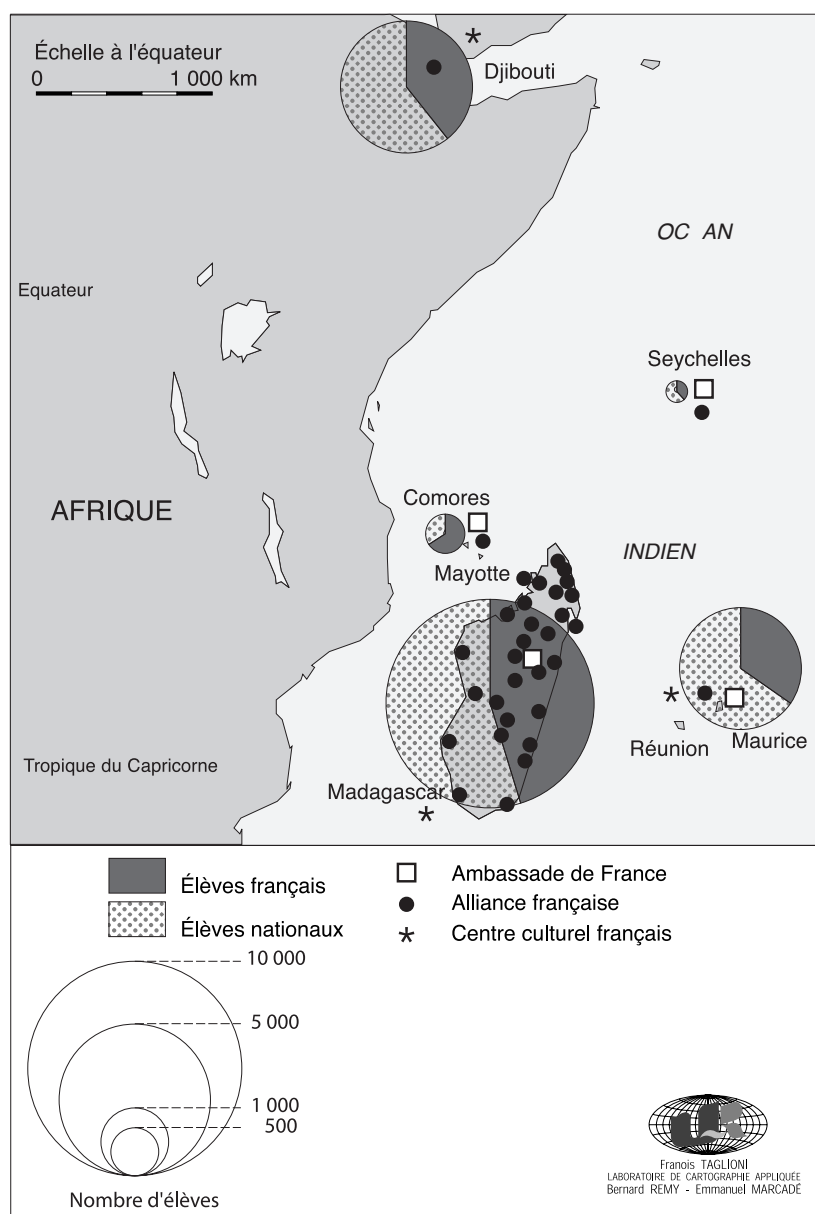 Échelle à l'équateur
0 1 000 km
Djibouti
OC AN
Equateur
Seychelles
AFRIQUE
Comores
INDIEN
Mayotte
Réunion
Maurice
Tropique du Capricorne
Madagascar
Élèves français
Élèves nationaux
Ambassade de France
Alliance française
Centre culturel français
10 000
5 000
1 000
500
Nombre d'élèves
Franois TAGLIONI
LABORATOIRE DE CARTOGRAPHIE APPLIQUÉE
Bernard REMY - Emmanuel MARCADÉ